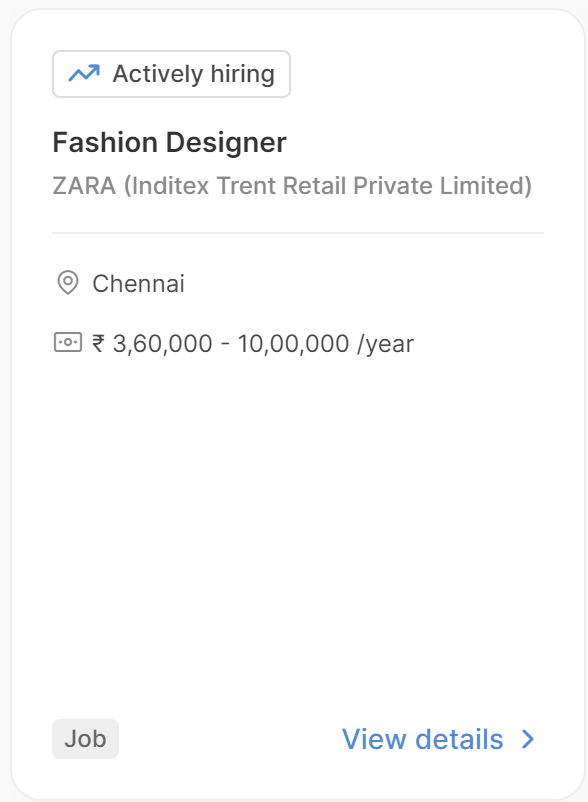 Actively hiring
Fashion Designer
ZARA (Inditex Trent Retail Private Limited)
Chennai
₹ 3,60,000 - 10,00,000 /year
Job
View details